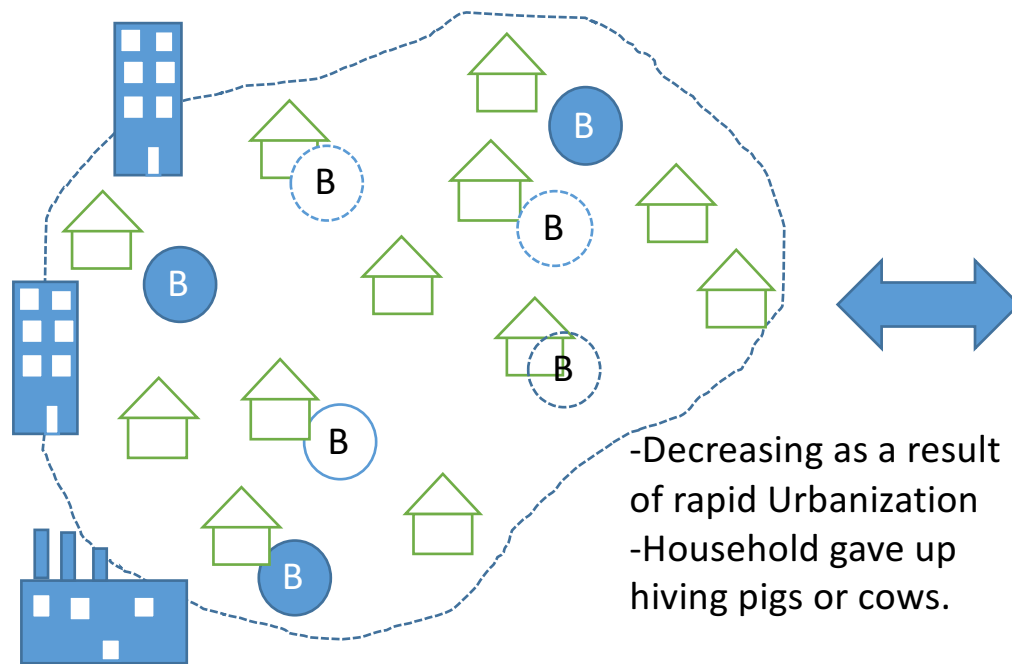 B
B
B
B
B
B
B
-Decreasing as a result
of rapid Urbanization
-Household gave up
hiving pigs or cows.